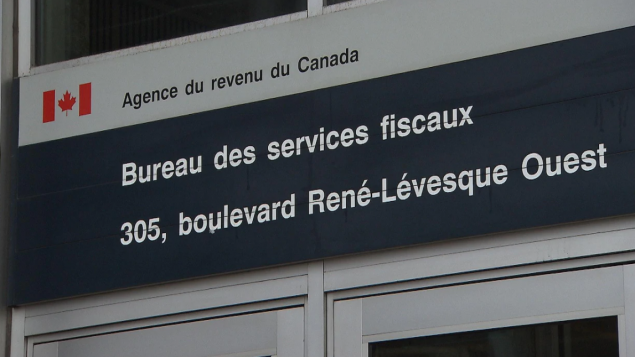 Agence du revenu du Canada
Bureau des services fiscaux
305, boulevard René-Lévesque Ouest